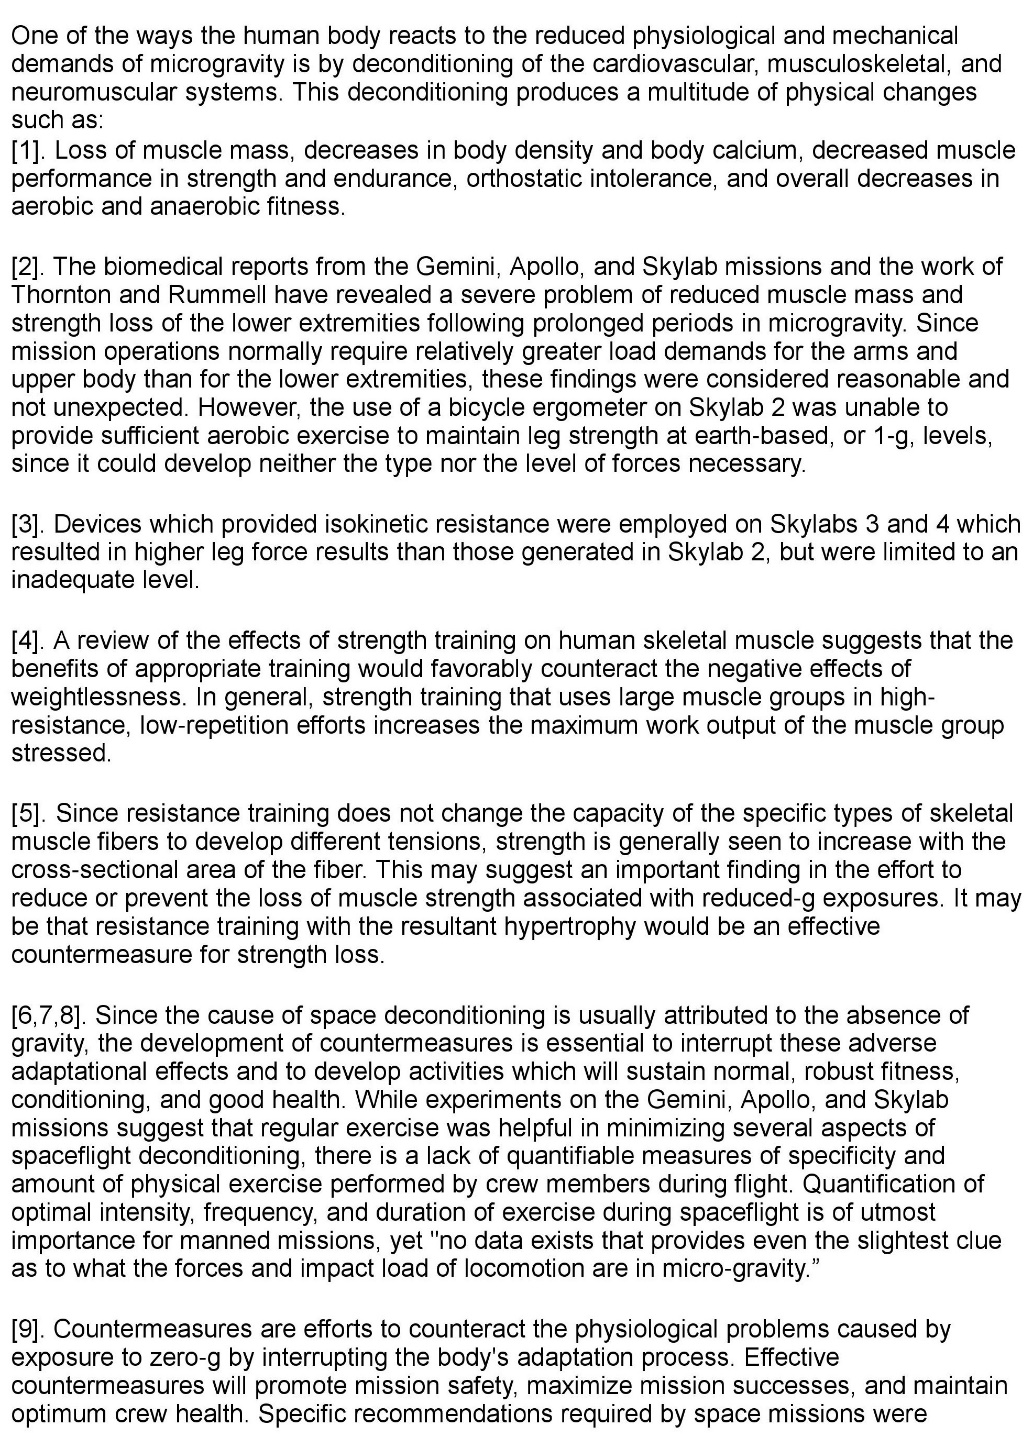 One of the ways the human body reacts to the reduced physiological and mechanical
demands of microgravity is by deconditioning of the cardiovascular, musculoskeletal, and
neuromuscular systems. This deconditioning produces a multitude of physical changes
such as:
[1]. Loss of muscle mass, decreases in body density and body calcium, decreased muscle
performance in strength and endurance, orthostatic intolerance, and overall decreases in
aerobic and anaerobic fitness.
[2]. The biomedical reports from the Gemini, Apollo, and Skylab missions and the work of
Thornton and Rummell have revealed a severe problem of reduced muscle mass and
strength loss of the lower extremities following prolonged periods in microgravity. Since
mission operations normally require relatively greater load demands for the arms and
upper body than for the lower extremities, these findings were considered reasonable and
not unexpected. However, the use of a bicycle ergometer on Skylab 2 was unable to
provide sufficient aerobic exercise to maintain leg strength at earth-based, or 1-g, levels,
since it could develop neither the type nor the level of forces necessary.
[3]. Devices which provided isokinetic resistance were employed on Skylabs 3 and 4 which
resulted in higher leg force results than those generated in Skylab 2, but were limited to an
inadequate level.
[4]. A review of the effects of strength training on human skeletal muscle suggests that the
benefits of appropriate training would favorably counteract the negative effects of
weightlessness. In general, strength training that uses large muscle groups in high-
resistance, low-repetition efforts increases the maximum work output of the muscle group
stressed.
[5]. Since resistance training does not change the capacity of the specific types of skeletal
muscle fibers to develop different tensions, strength is generally seen to increase with the
cross-sectional area of the fiber. This may suggest an important finding in the effort to
reduce or prevent the loss of muscle strength associated with reduced-g exposures. It may
be that resistance training with the resultant hypertrophy would be an effective
countermeasure for strength loss.
[6,7,8]. Since the cause of space deconditioning is usually attributed to the absence of
gravity, the development of countermeasures is essential to interrupt these adverse
adaptational effects and to develop activities which will sustain normal, robust fitness,
conditioning, and good health. While experiments on the Gemini, Apollo, and Skylab
missions suggest that regular exercise was helpful in minimizing several aspects of
spaceflight deconditioning, there is a lack of quantifiable measures of specificity and
amount of physical exercise performed by crew members during flight. Quantification of
optimal intensity, frequency, and duration of exercise during spaceflight is of utmost
importance for manned missions, yet "no data exists that provides even the slightest clue
as to what the forces and impact load of locomotion are in micro-gravity.”
[9]. Countermeasures are efforts to counteract the physiological problems caused by
exposure to zero-g by interrupting the body's adaptation process. Effective
countermeasures will promote mission safety, maximize mission successes, and maintain
optimum crew health. Specific recommendations required by space missions were